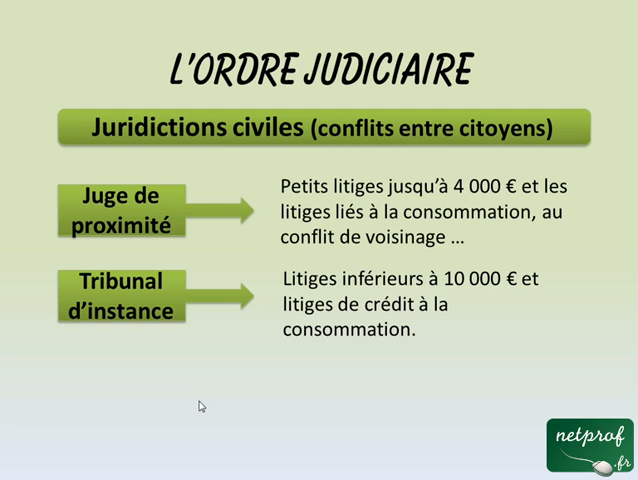 L'ORDRE JUDICIAIRE
Juridictions civiles (conflits entre citoyens)
Juge de
proximité
Petits litiges jusqu'à 4 000 € et les
litiges liés à la consommation, au
conflit de voisinage ...
Tribunal
d'instance
Litiges inférieurs à 10 000 € et
litiges de crédit à la
consommation.
netprof
.fr